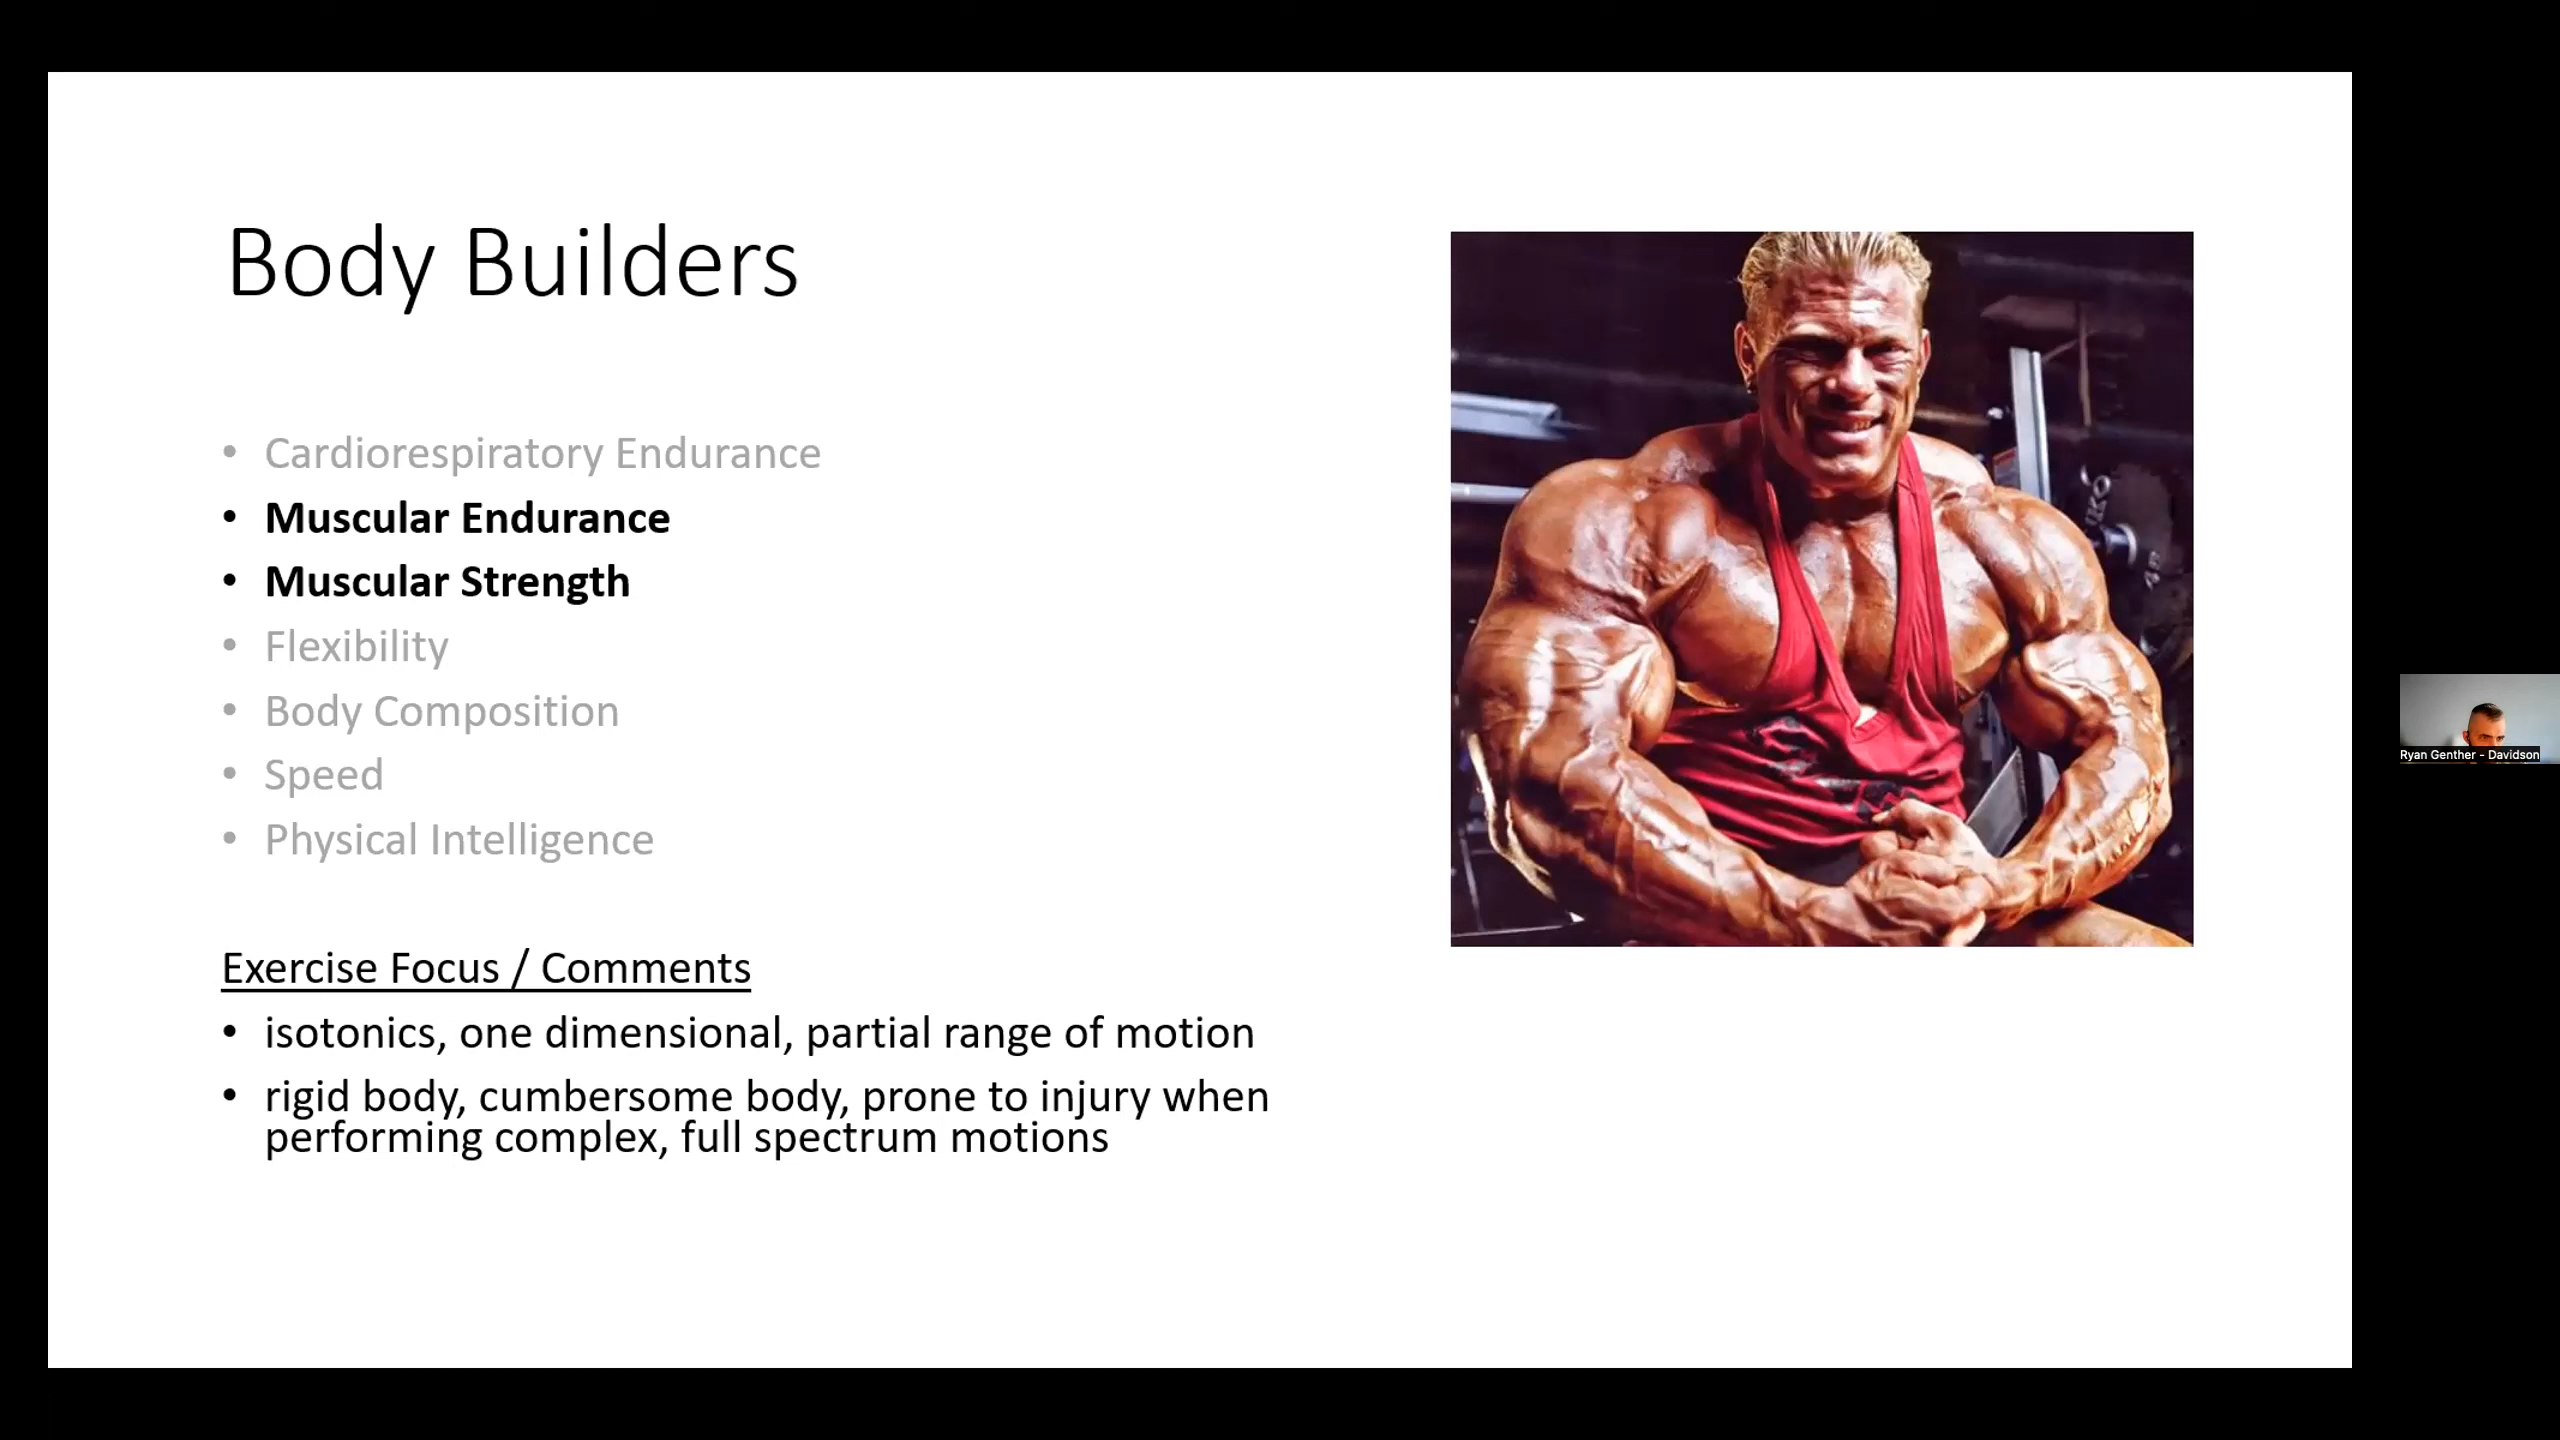 Body Builders
• Cardiorespiratory Endurance
• Muscular Endurance
• Muscular Strength
• Flexibility
• Body Composition
• Speed
• Physical Intelligence
Exercise Focus / Comments
• isotonics, one dimensional, partial range of motion
• rigid body, cumbersome body, prone to injury when
performing complex, full spectrum motions
Ryan Genther - Davidson